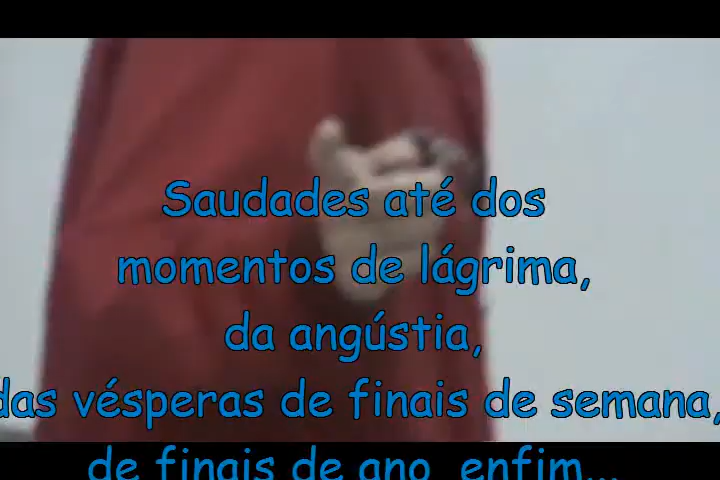 Saudades até dos
momentos de lágrima,
da angústia,
das vésperas de finais de semana,
de finais de ano enfim...